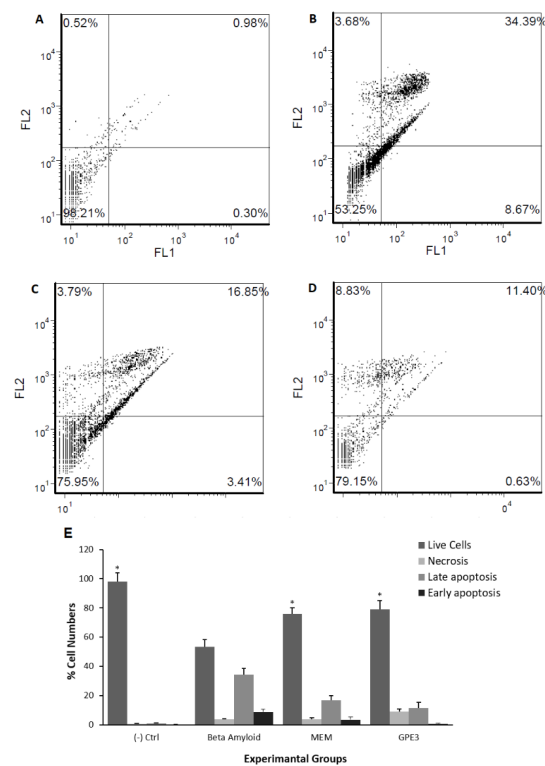 A
0.52% 0.98%
10^4
10^3
10^2
10^1
FL2
98.21% 0.30%
10^1 10^2 10^3 10^4
FL1
B
3.68% 34.39%
10^4
10^3
10^2
10^1
FL2
53.25% 8.67%
10^1 10^2 10^3 10^4
FL1
C
3.79% 16.85%
10^4
10^3
10^2
10^1
FL2
75.95% 3.41%
10^1
D
8.83% 11.40%
10^4
10^3
10^2
10^1
FL2
79.15% 0.63%
0^4
E
120
100
80
60
40
20
0
% Cell Numbers
* * *
Live Cells
Necrosis
Late apoptosis
Early apoptosis
(-) Ctrl Beta Amyloid MEM GPE3
Experimantal Groups